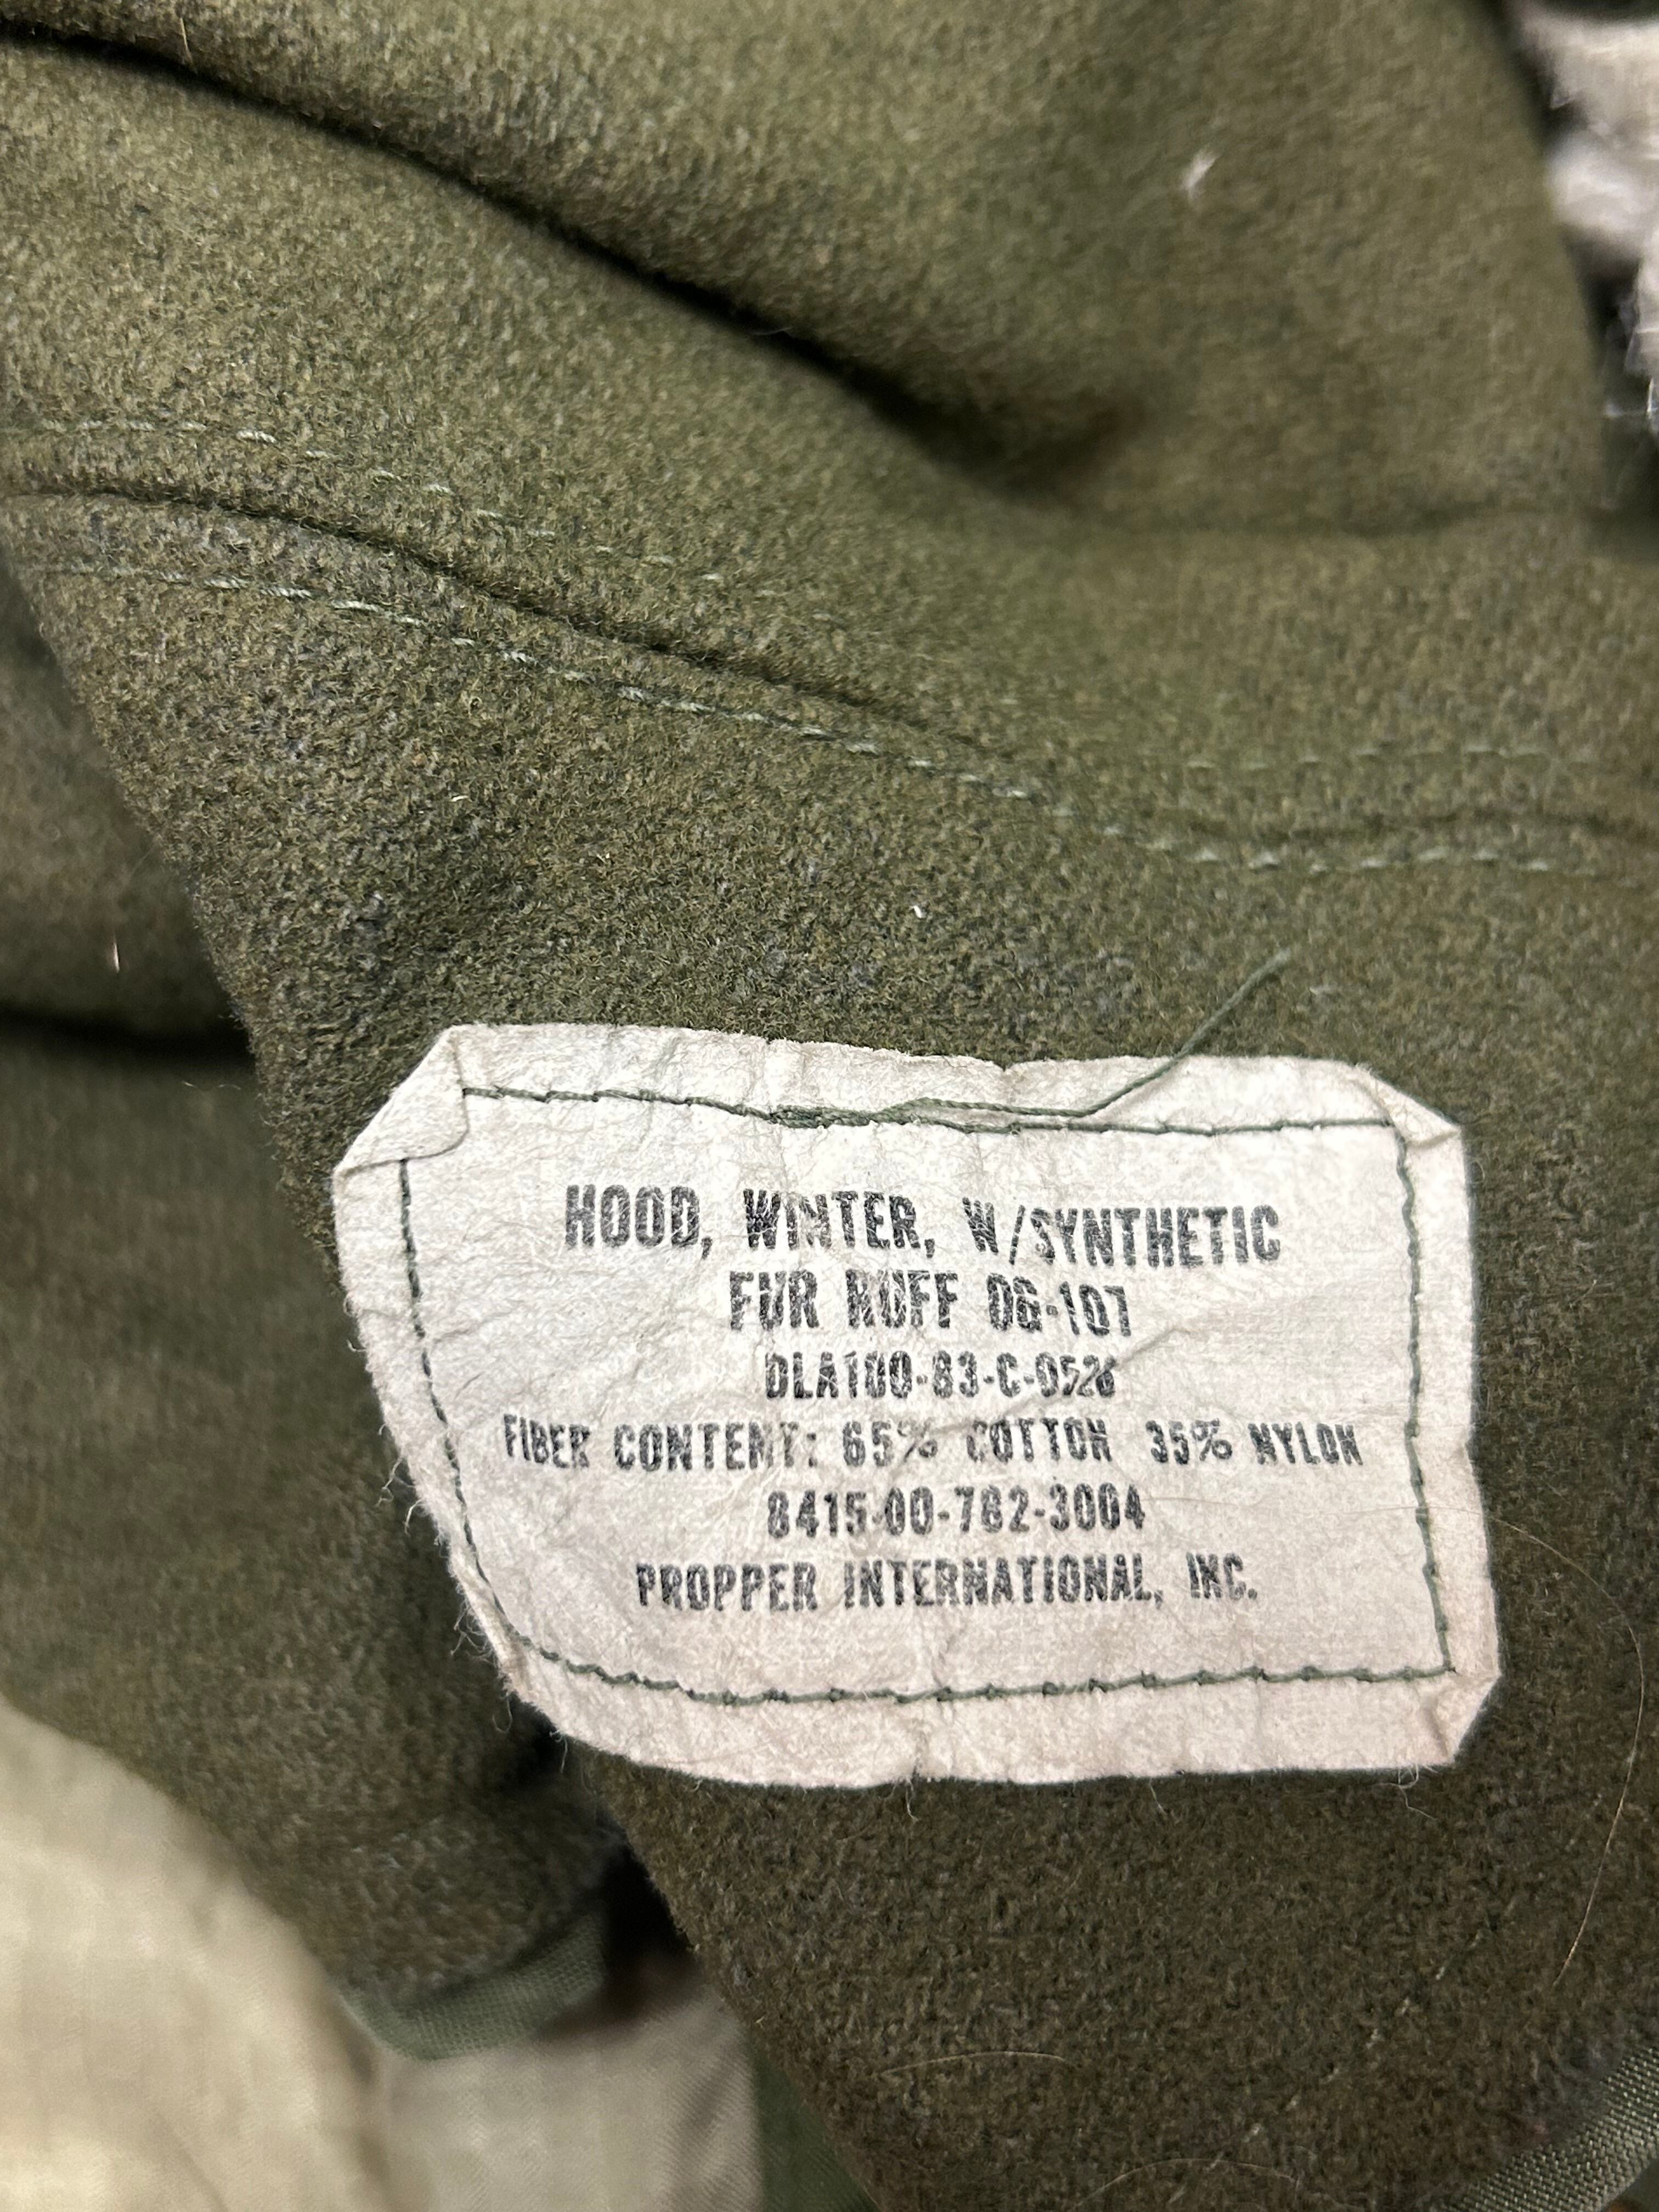 HOOD, WINTER, W/SYNTHETIC
FUR RUFF OG-107
DLA100-83-C-0526
FIBER CONTENT: 65% COTTON 35% NYLON
8415-00-782-3004
PROPPER INTERNATIONAL, INC.